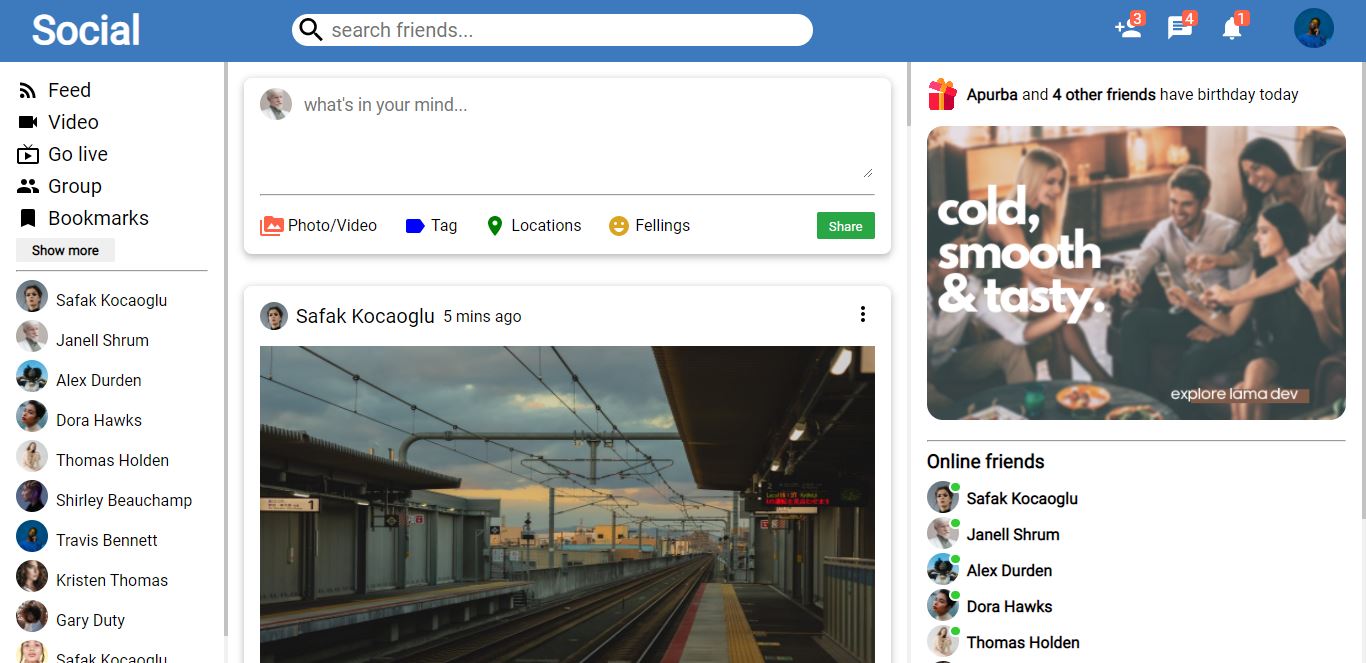 Social
search friends...
3
4
1
Feed
Video
Go live
Group
Bookmarks
Show more
Safak Kocaoglu
Janell Shrum
Alex Durden
Dora Hawks
Thomas Holden
Shirley Beauchamp
Travis Bennett
Kristen Thomas
Gary Duty
Safak Kocaoglu
what's in your mind...
Photo/Video
Tag
Locations
Fellings
Share
Safak Kocaoglu 5 mins ago
1
Apurba and 4 other friends have birthday today
cold,
smooth
& tasty.
explore lama dev
Online friends
Safak Kocaoglu
Janell Shrum
Alex Durden
Dora Hawks
Thomas Holden